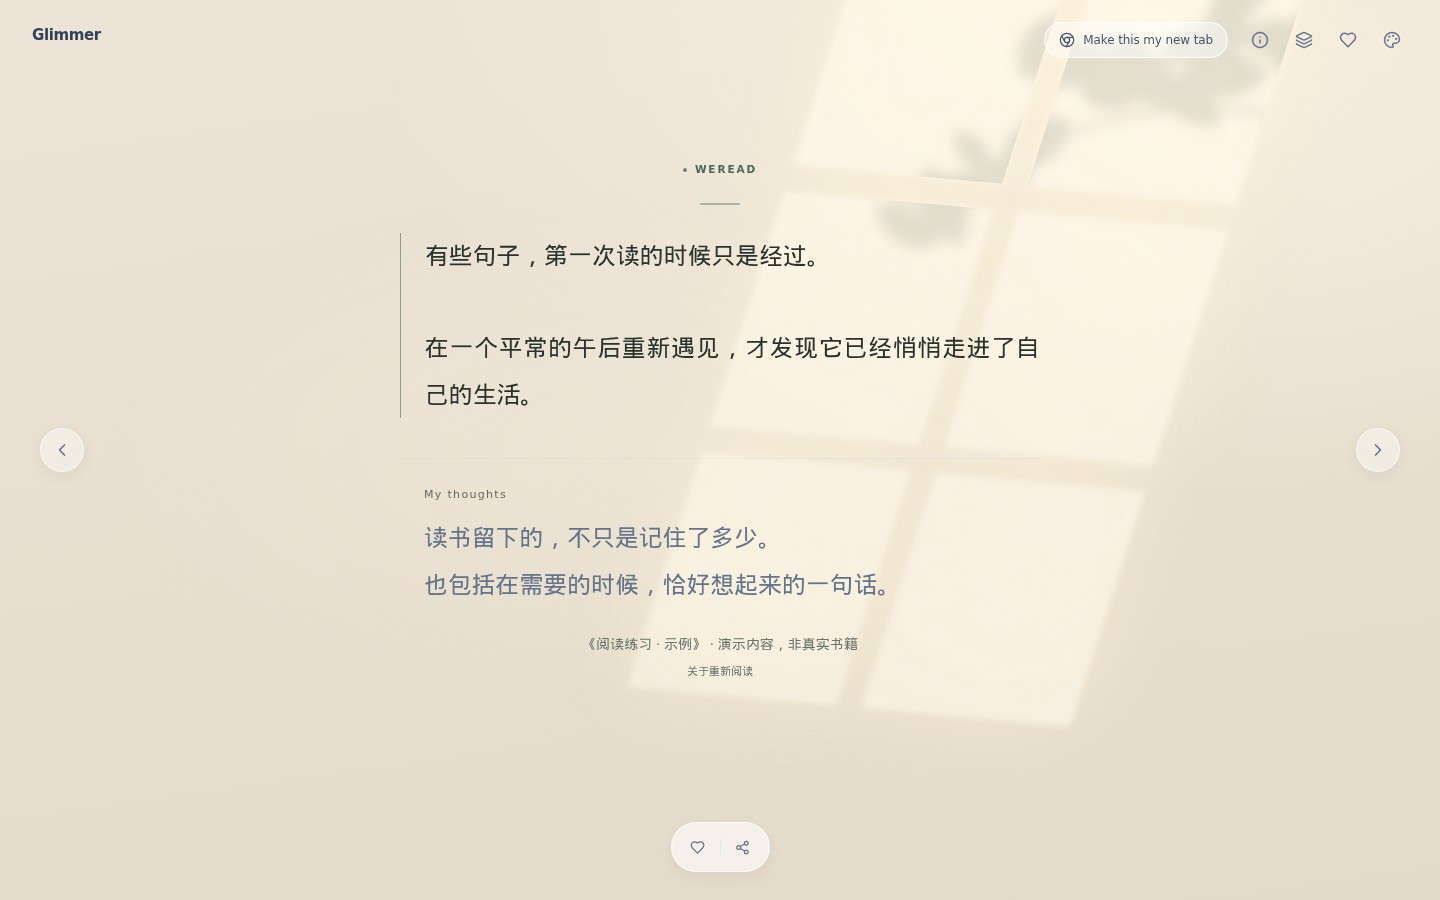 Glimmer
Make this my new tab
• WEREAD
有些句子，第一次读的时候只是经过。
在一个平常的午后重新遇见，才发现它已经悄悄走进了自
己的生活。
My thoughts
读书留下的，不只是记住了多少。
也包括在需要的时候，恰好想起来的一句话。
《阅读练习 · 示例》 · 演示内容，非真实书籍
关于重新阅读